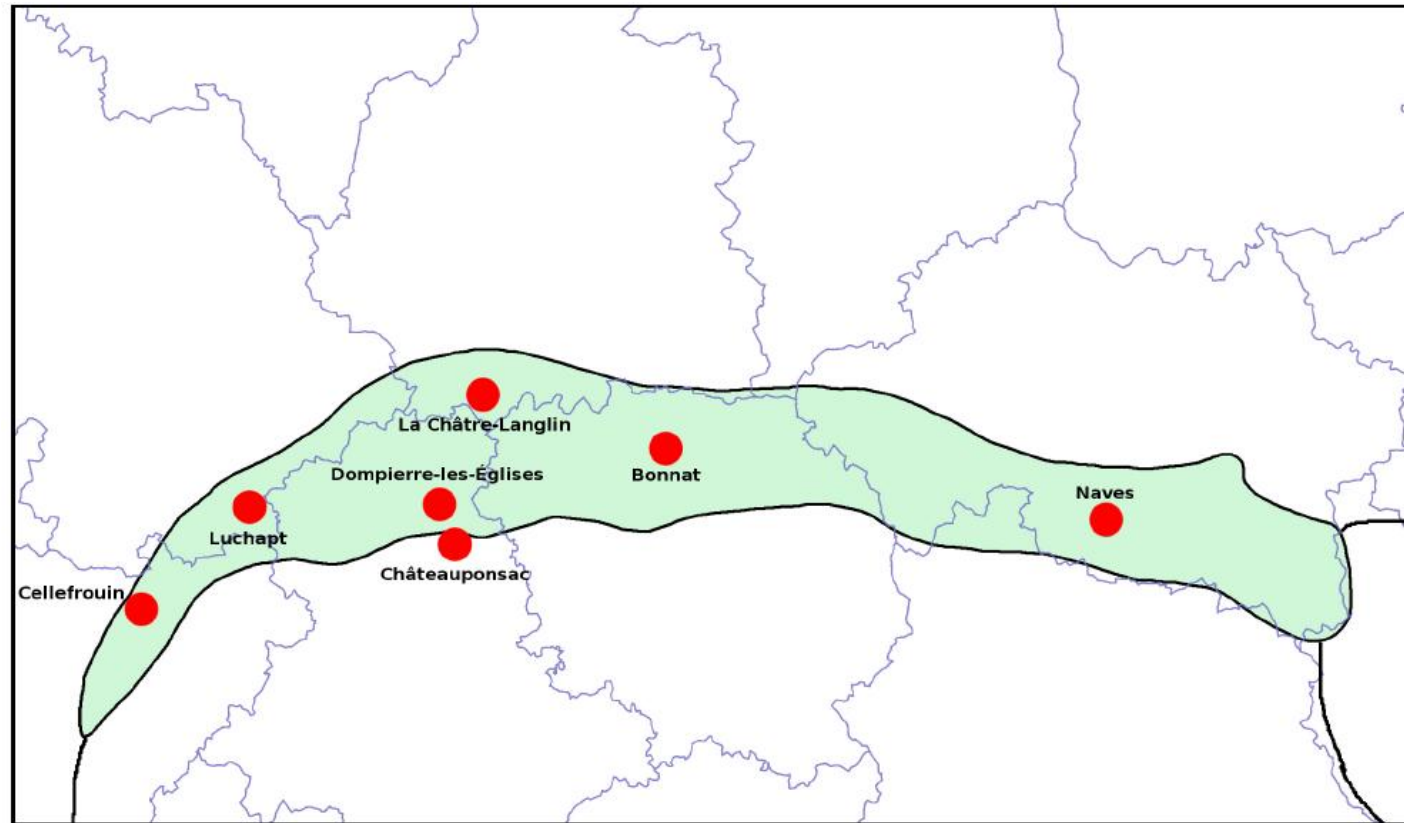 La Châtre-Langlin
Dompierre-les-Églises
Bonnat
Naves
Luchapt
Châteauponsac
Cellefrouin